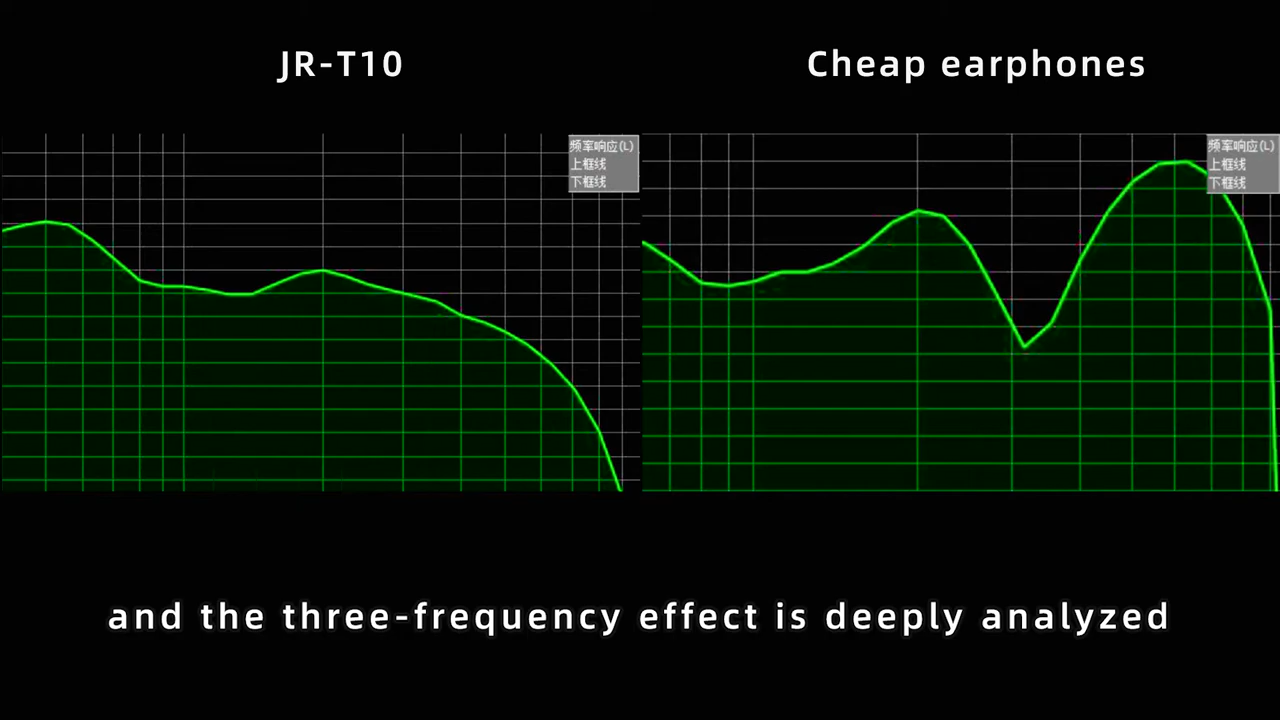 JR-T10
Cheap earphones
频率响应(L)
上框线
下框线
频率响应(L)
上框线
下框线
and the three-frequency effect is deeply analyzed